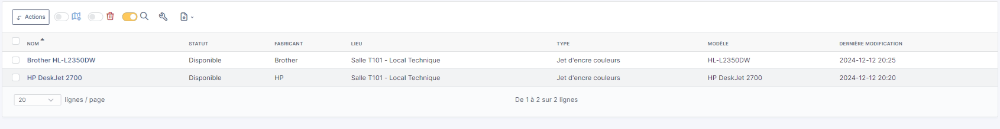 Actions
NOM STATUT FABRICANT LIEU TYPE MODÈLE DERNIÈRE MODIFICATION
Brother HL-L2350DW Disponible Brother Salle T101 - Local Technique Jet d'encre couleurs HL-L2350DW 2024-12-12 20:25
HP DeskJet 2700 Disponible HP Salle T101 - Local Technique Jet d'encre couleurs HP DeskJet 2700 2024-12-12 20:20
20 lignes / page De 1 à 2 sur 2 lignes